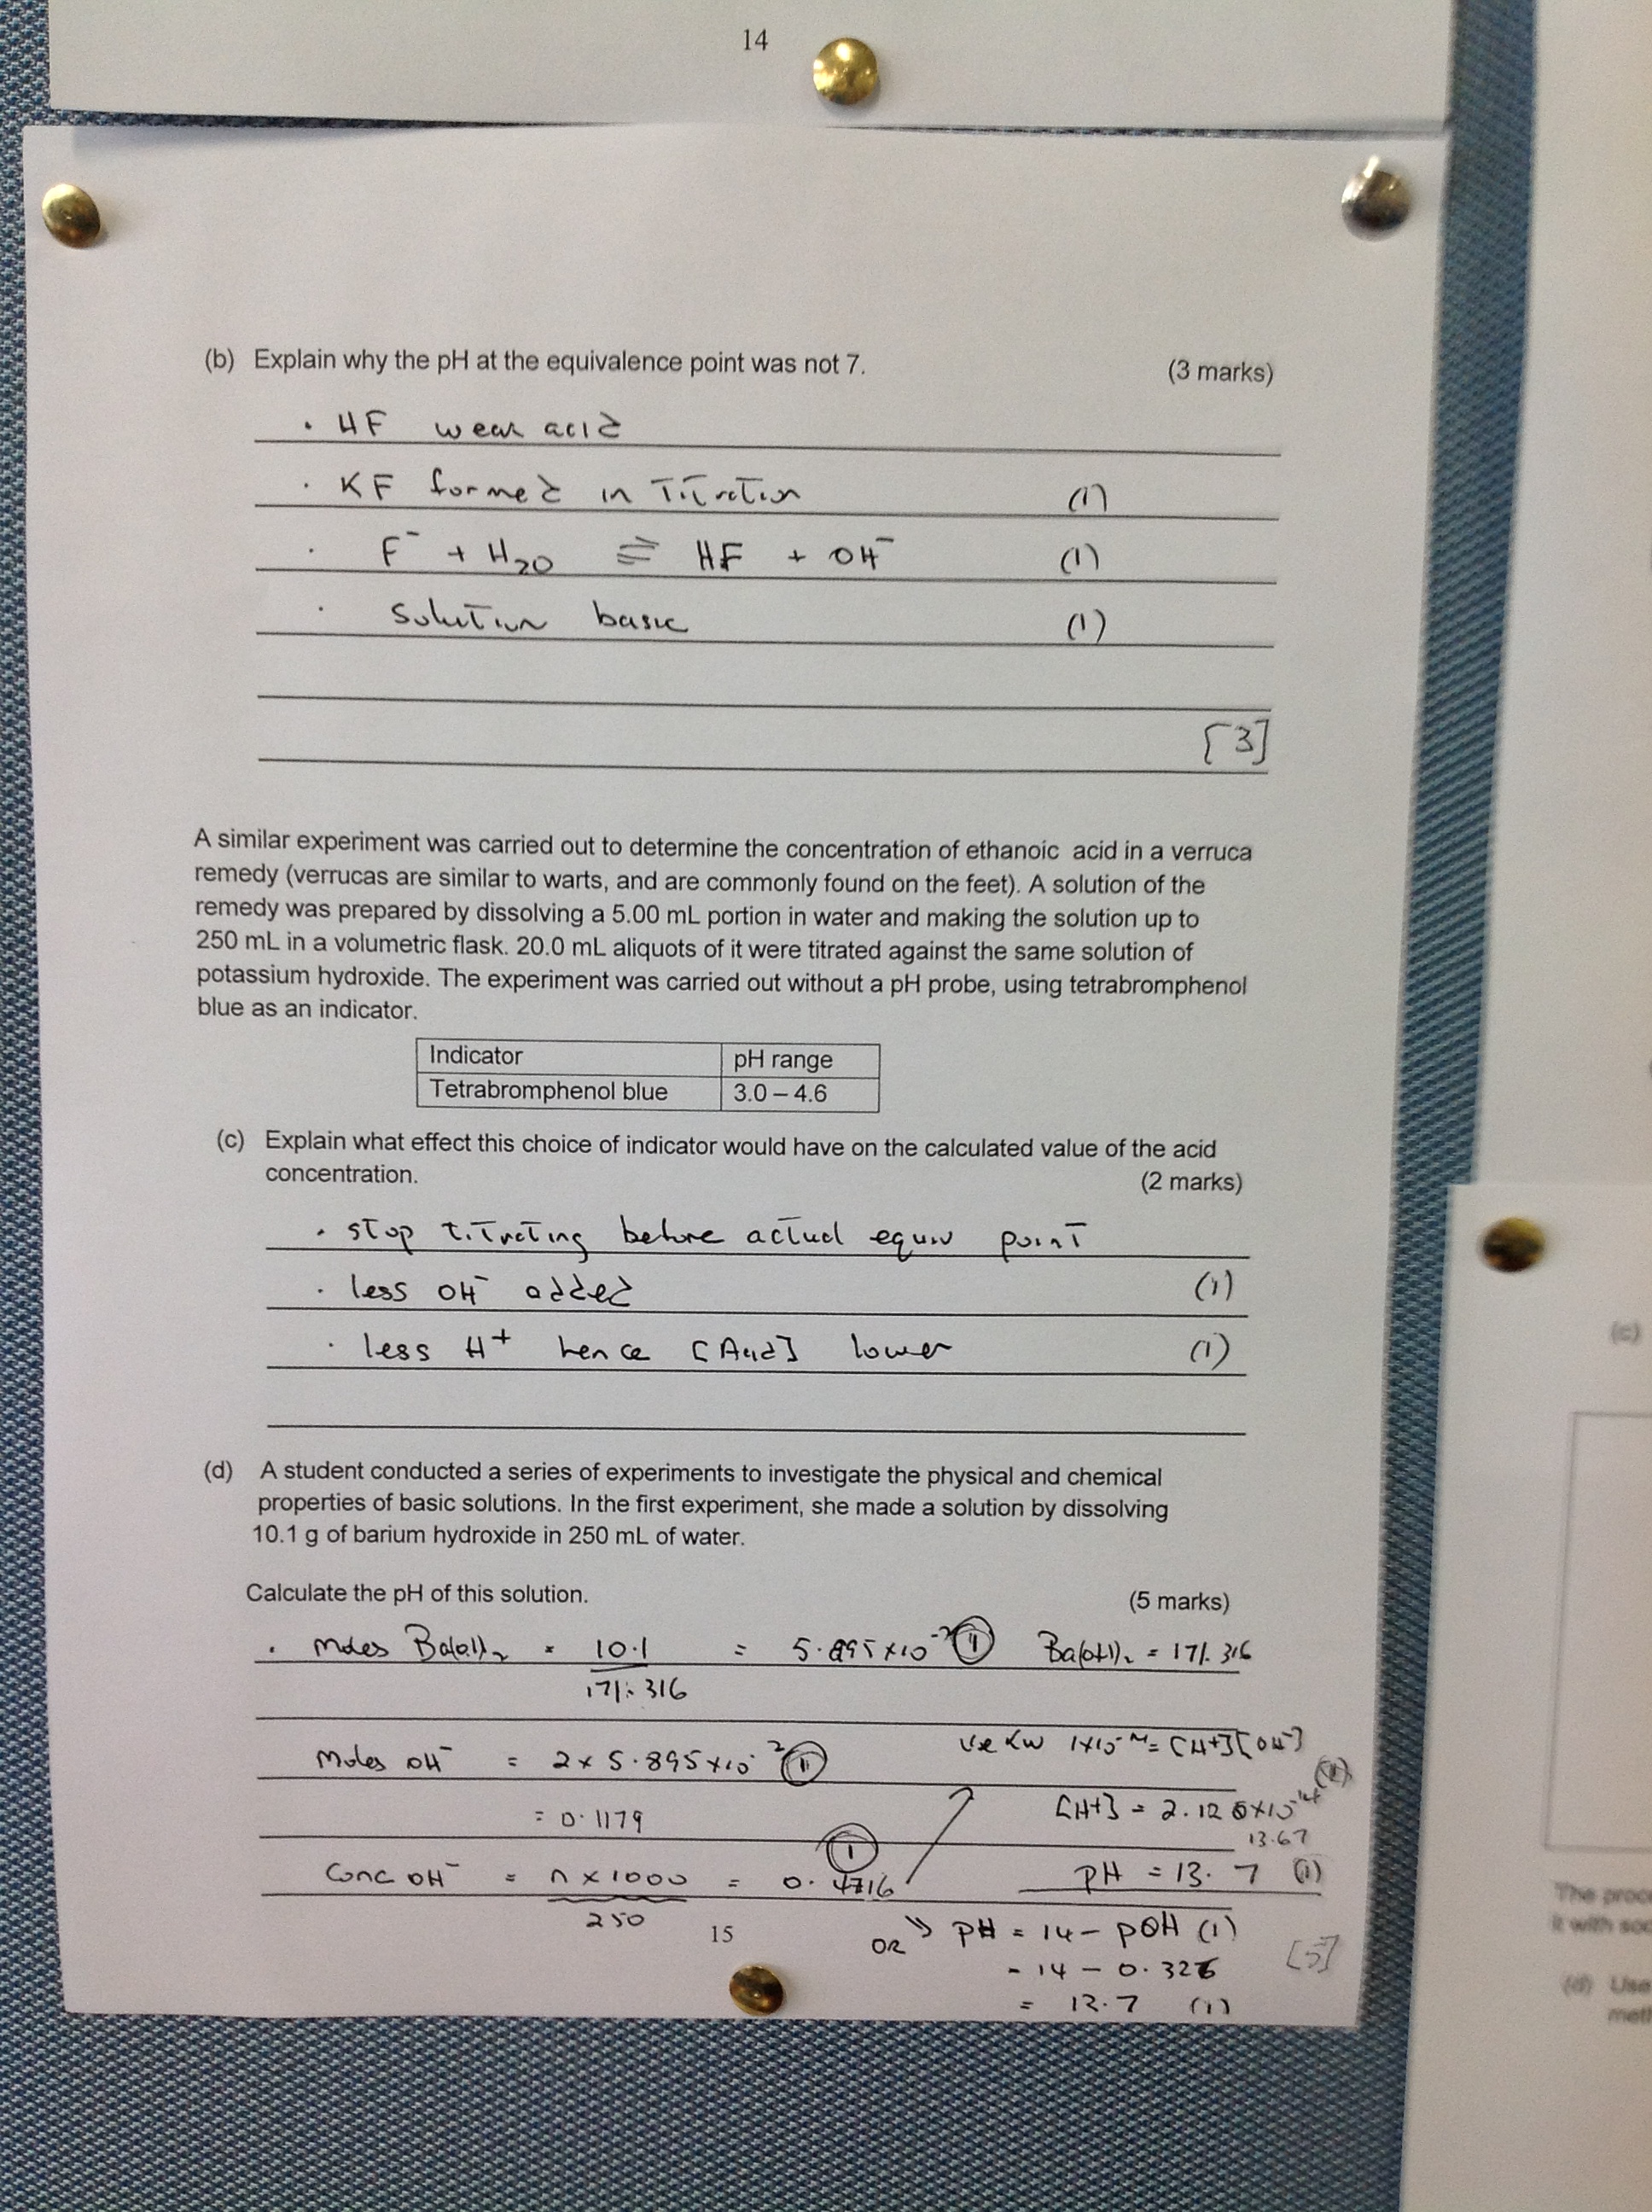 14
(b) Explain why the pH at the equivalence point was not 7. (3 marks)
· HF weak acid
· KF formed in Titration (1)
· F⁻ + H₂O ⇌ HF + OH⁻ (1)
· Solution basic (1)
[3]
A similar experiment was carried out to determine the concentration of ethanoic acid in a verruca
remedy (verrucas are similar to warts, and are commonly found on the feet). A solution of the
remedy was prepared by dissolving a 5.00 mL portion in water and making the solution up to
250 mL in a volumetric flask. 20.0 mL aliquots of it were titrated against the same solution of
potassium hydroxide. The experiment was carried out without a pH probe, using tetrabromphenol
blue as an indicator.
Indicator pH range
Tetrabromphenol blue 3.0 – 4.6
(c) Explain what effect this choice of indicator would have on the calculated value of the acid
concentration. (2 marks)
· stop titrating before actual equiv point
· less OH⁻ added (1)
· less H⁺ hence [Acid] lower (1)
(d) A student conducted a series of experiments to investigate the physical and chemical
properties of basic solutions. In the first experiment, she made a solution by dissolving
10.1 g of barium hydroxide in 250 mL of water.
Calculate the pH of this solution. (5 marks)
· Moles Ba(OH)₂ = 10.1 = 5.895×10⁻² (1) Ba(OH)₂ = 171.316
171.316
Use Kw 1×10⁻¹⁴ = [H+][OH⁻]
Moles OH⁻ = 2 × 5.895×10⁻² (1)
(1)
= 0.1179 [H+] = 2.120×10⁻¹⁴
13.67
Conc OH⁻ = n × 1000 = 0.4716 (1) pH = 13.7 (1)
250
15
OR pH = 14 – pOH (1)
= 14 – 0.326 [5]
= 13.7 (1)
(c)
The proce
it with soc
(d) Use
meth